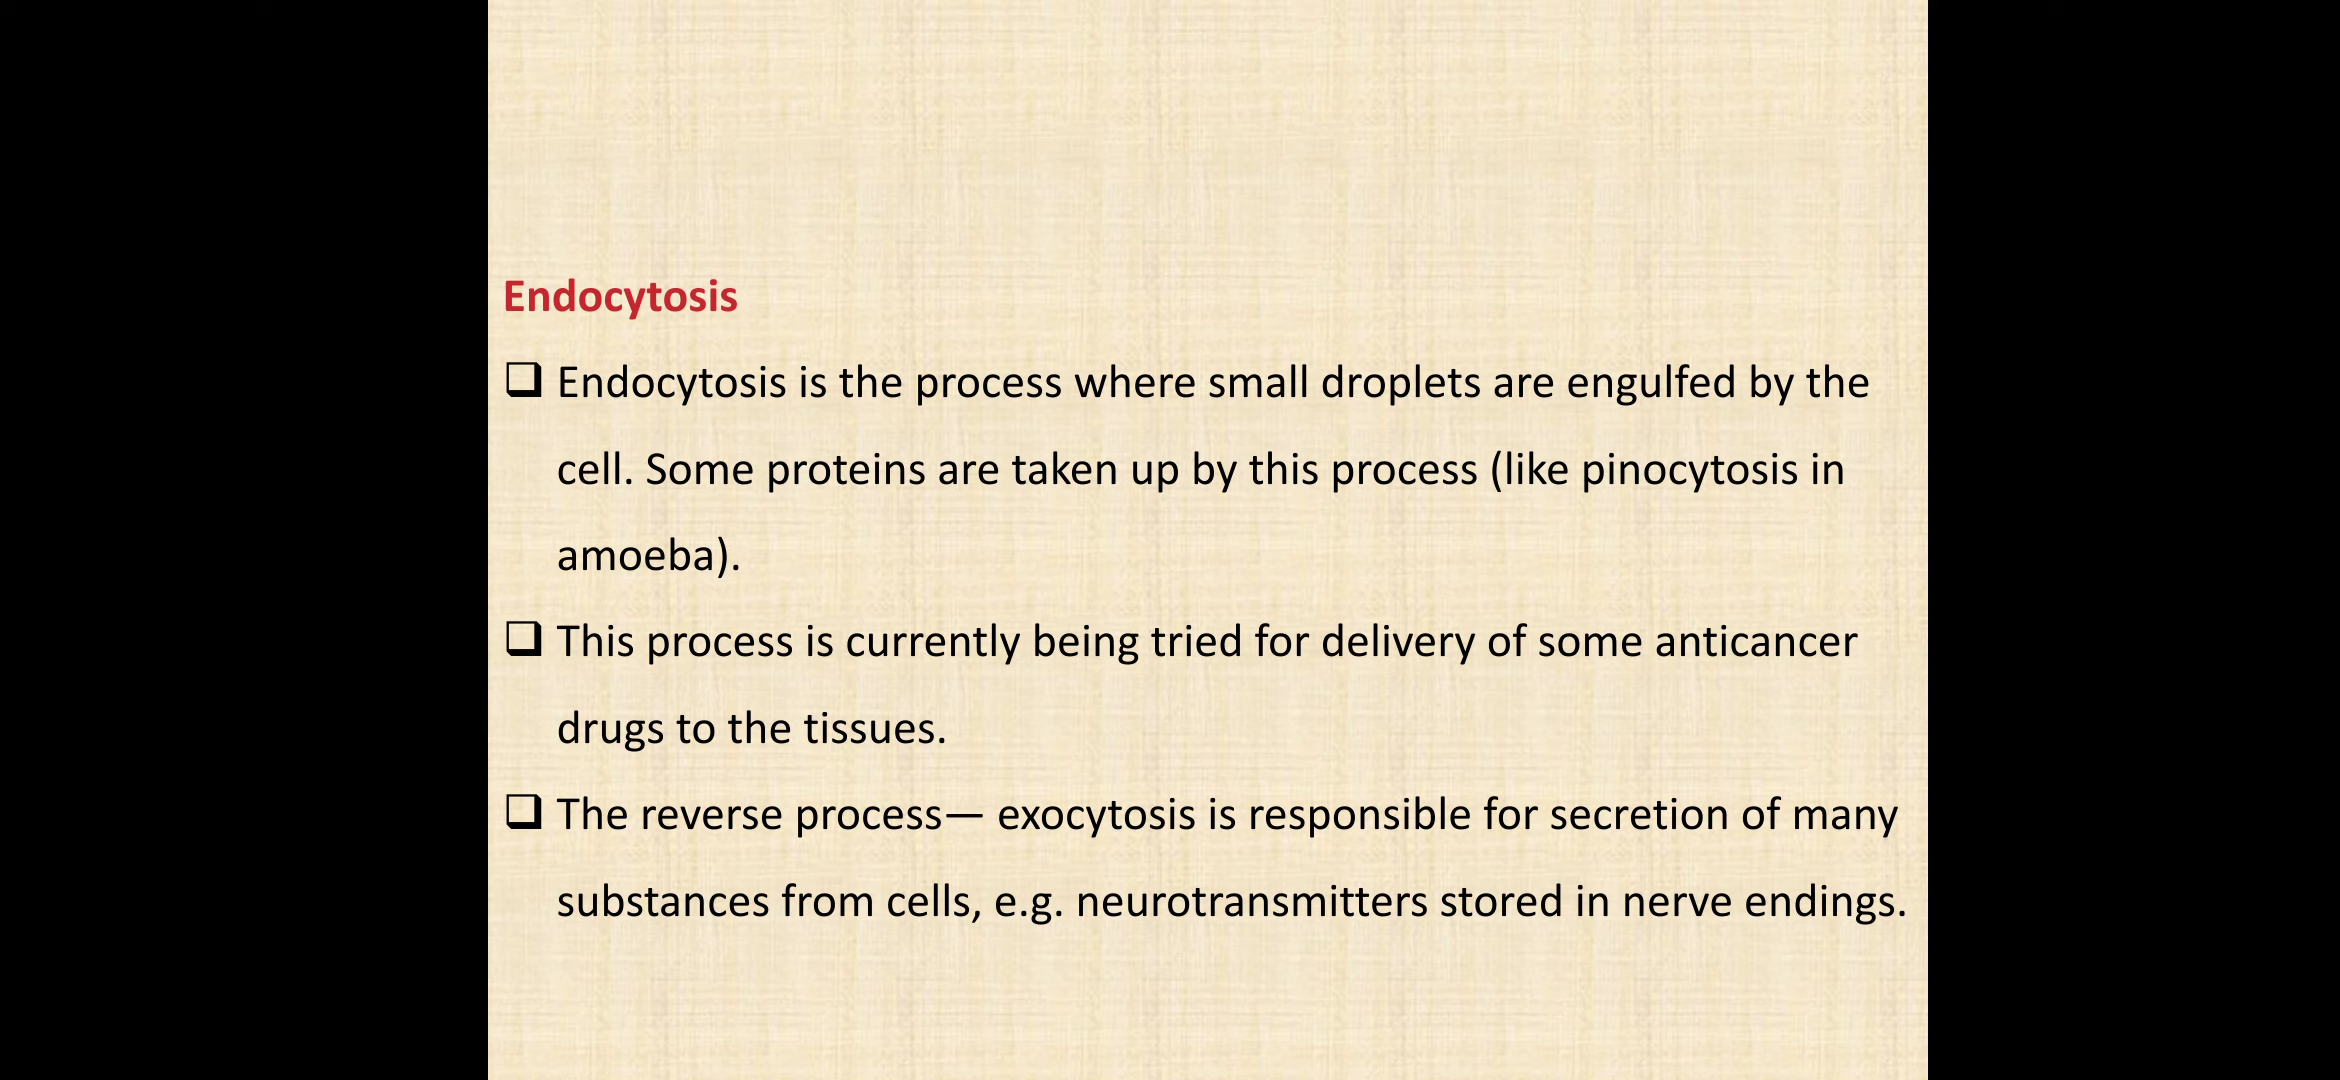 Endocytosis
❑ Endocytosis is the process where small droplets are engulfed by the
cell. Some proteins are taken up by this process (like pinocytosis in
amoeba).
❑ This process is currently being tried for delivery of some anticancer
drugs to the tissues.
❑ The reverse process— exocytosis is responsible for secretion of many
substances from cells, e.g. neurotransmitters stored in nerve endings.